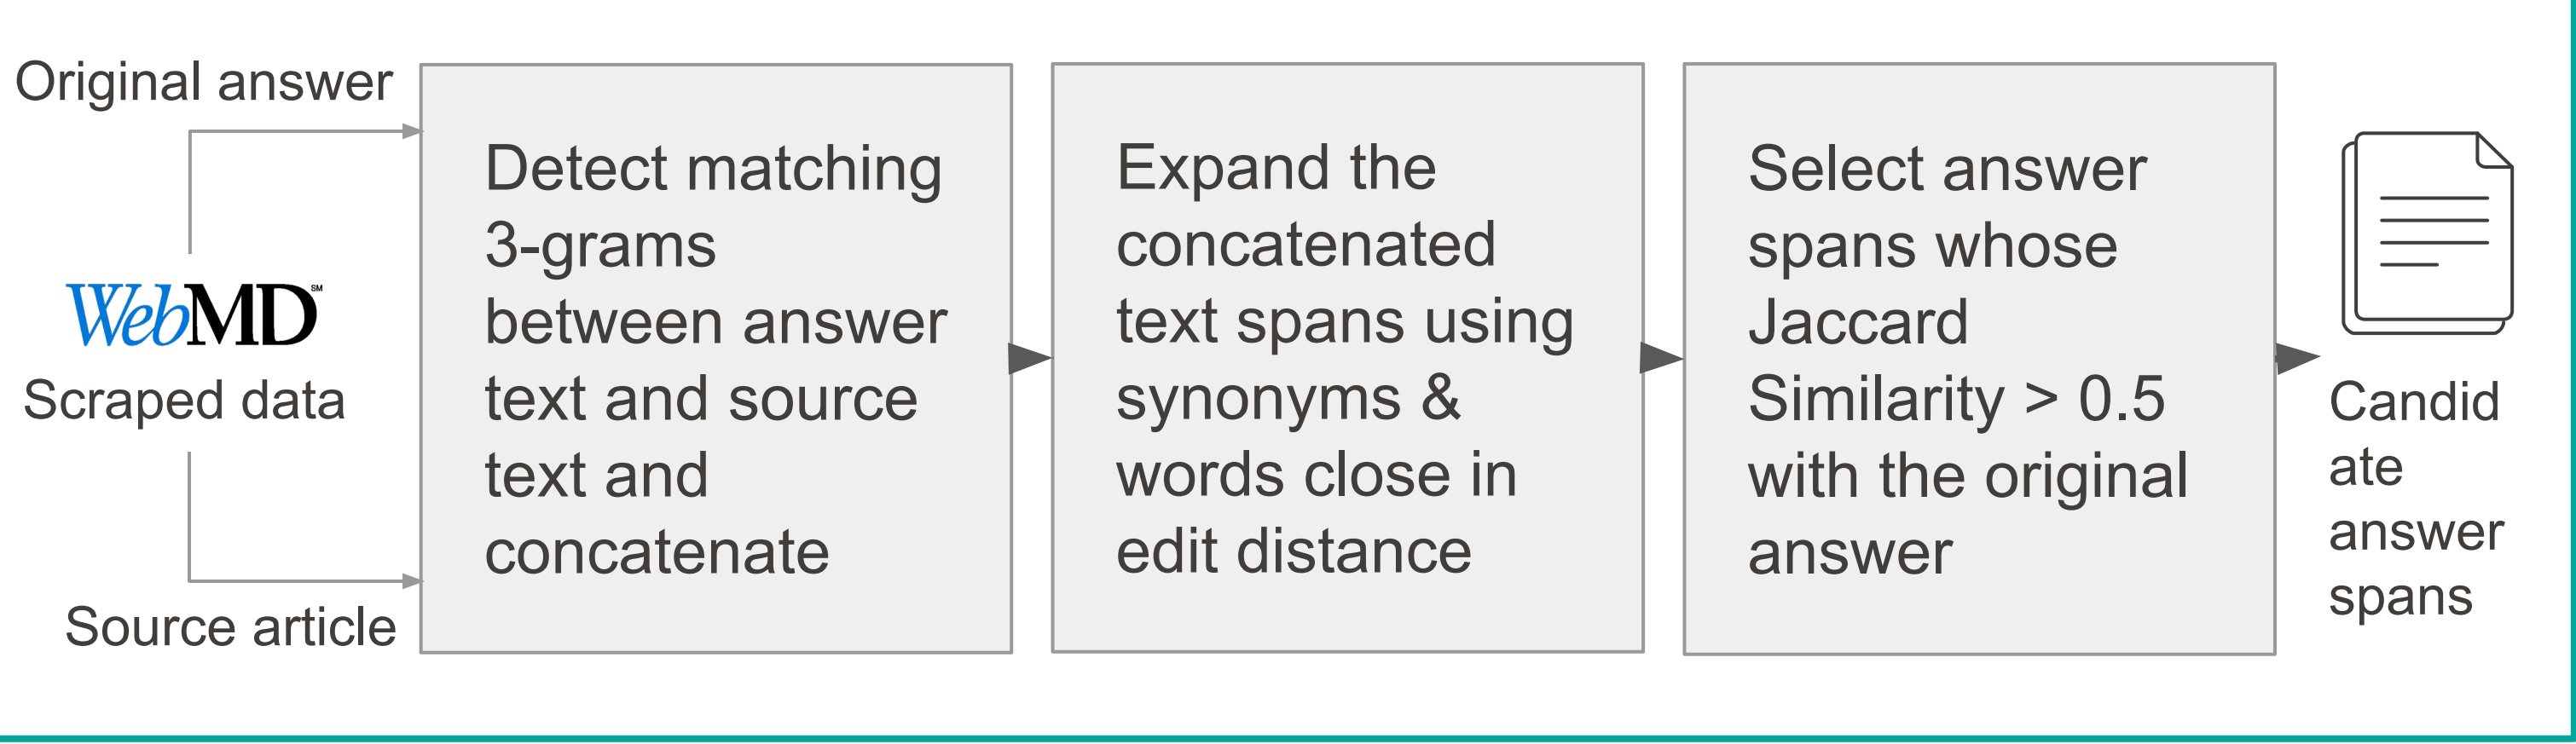 Original answer
WebMD℠
Scraped data
Source article
Detect matching
3-grams
between answer
text and source
text and
concatenate
Expand the
concatenated
text spans using
synonyms &
words close in
edit distance
Select answer
spans whose
Jaccard
Similarity > 0.5
with the original
answer
Candid
ate
answer
spans